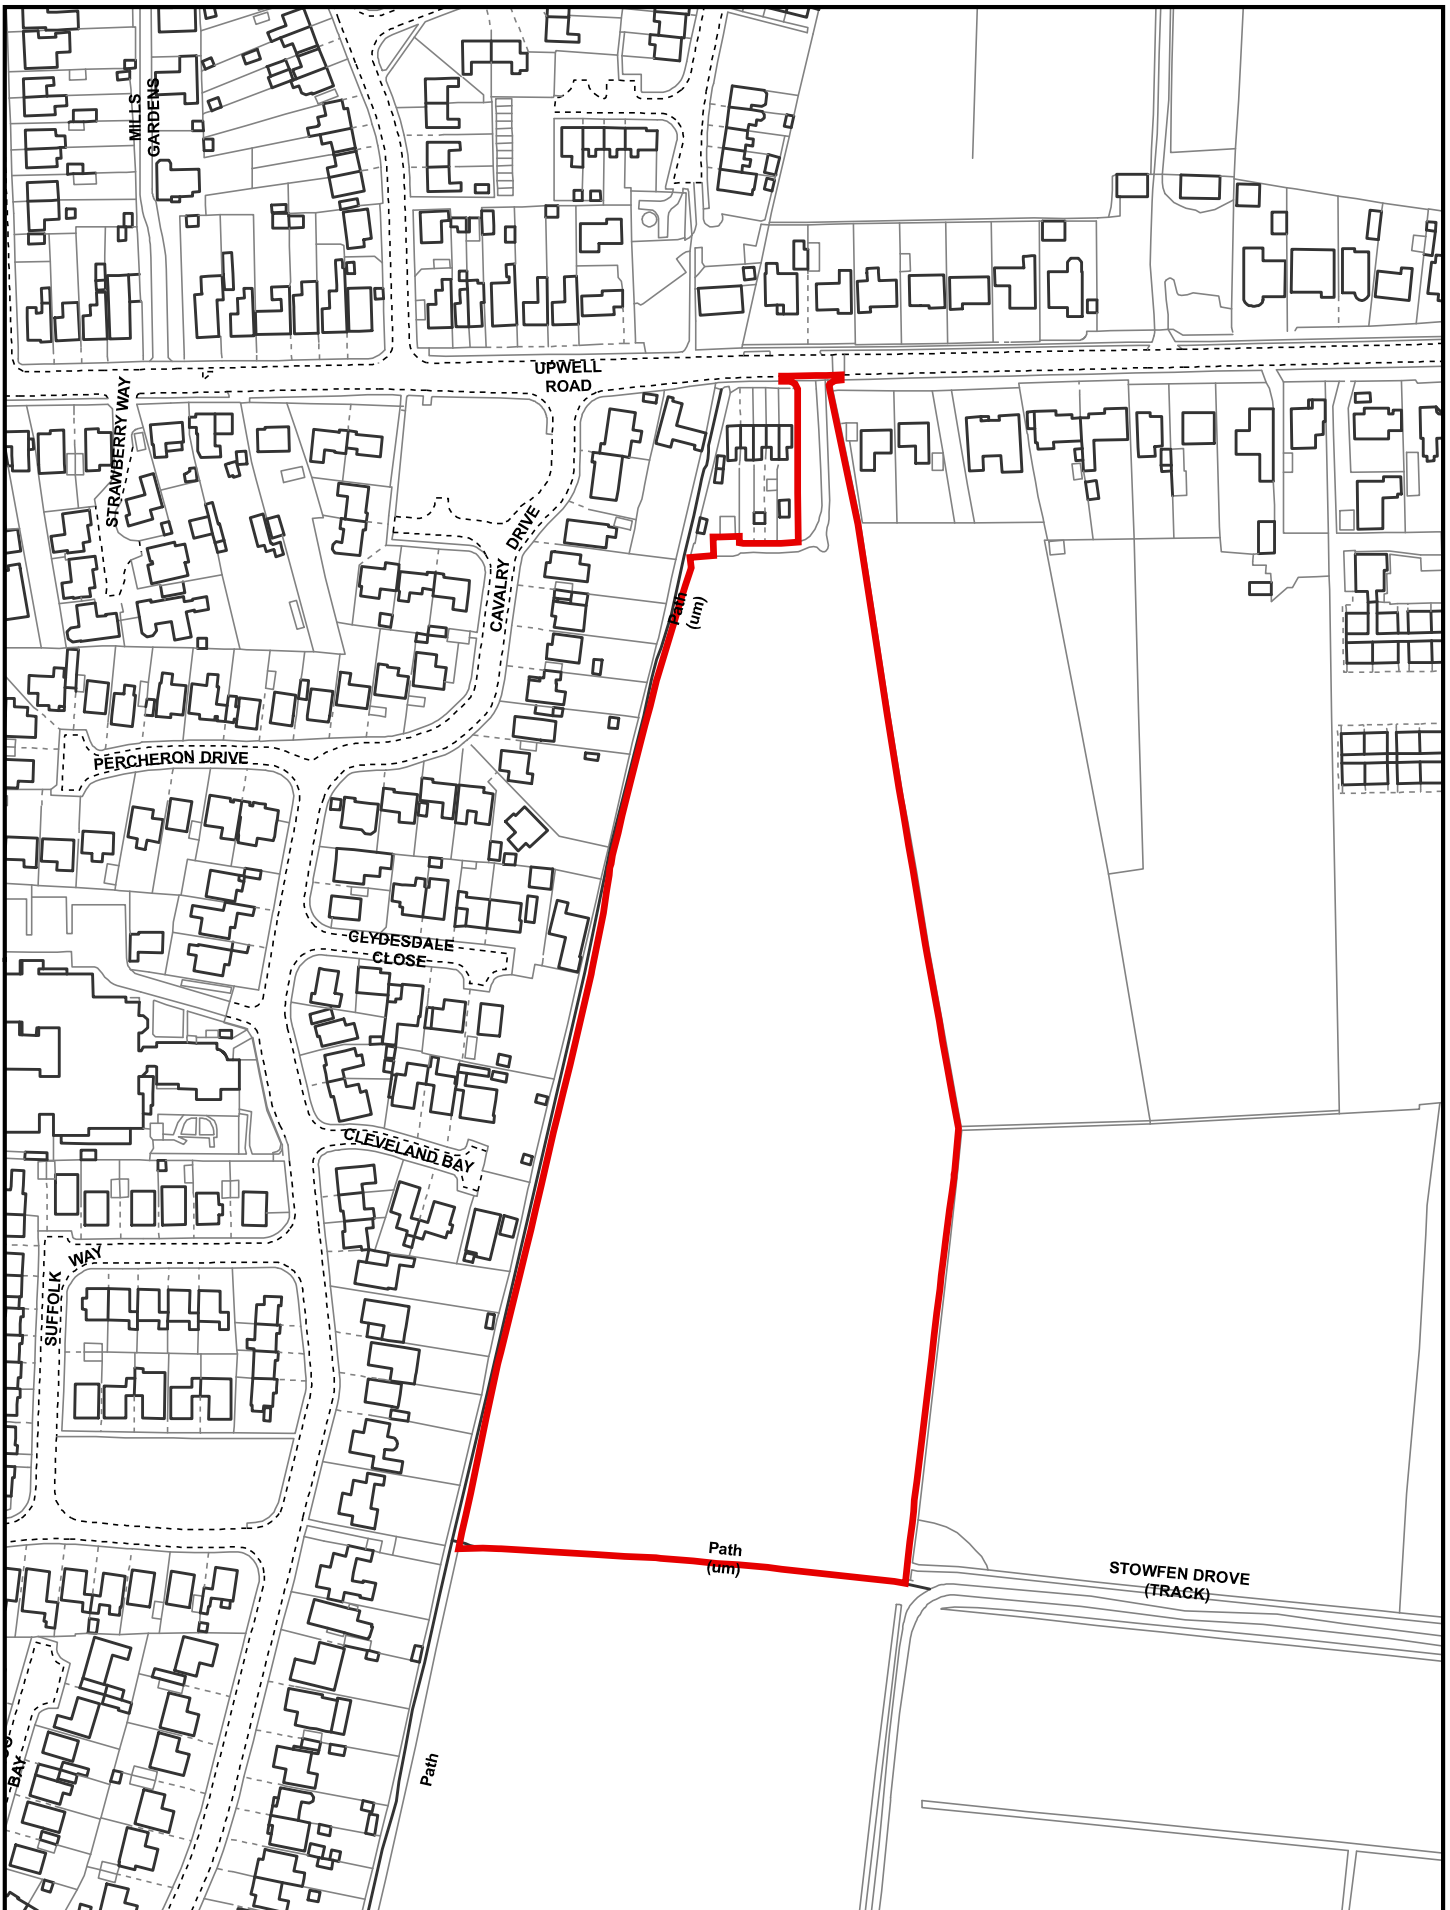 MILLS
GARDENS
UPWELL
ROAD
STRAWBERRY WAY
CAVALRY DRIVE
Path
(um)
PERCHERON DRIVE
CLYDESDALE
CLOSE
CLEVELAND BAY
SUFFOLK WAY
Path
(um)
STOWFEN DROVE
(TRACK)
Path
BAY